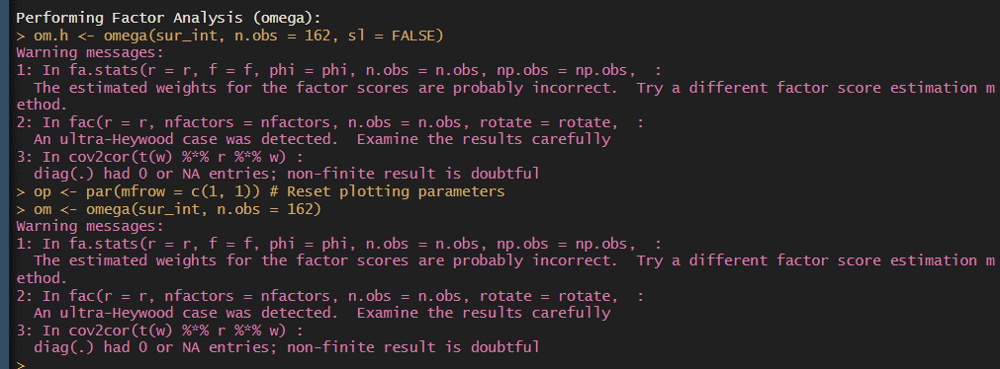 Performing Factor Analysis (omega):
> om.h <- omega(sur_int, n.obs = 162, sl = FALSE)
Warning messages:
1: In fa.stats(r = r, f = f, phi = phi, n.obs = n.obs, np.obs = np.obs,  :
  The estimated weights for the factor scores are probably incorrect.  Try a different factor score estimation m
ethod.
2: In fac(r = r, nfactors = nfactors, n.obs = n.obs, rotate = rotate,  :
  An ultra-Heywood case was detected.  Examine the results carefully
3: In cov2cor(t(w) %*% r %*% w) :
  diag(.) had 0 or NA entries; non-finite result is doubtful
> op <- par(mfrow = c(1, 1)) # Reset plotting parameters
> om <- omega(sur_int, n.obs = 162)
Warning messages:
1: In fa.stats(r = r, f = f, phi = phi, n.obs = n.obs, np.obs = np.obs,  :
  The estimated weights for the factor scores are probably incorrect.  Try a different factor score estimation m
ethod.
2: In fac(r = r, nfactors = nfactors, n.obs = n.obs, rotate = rotate,  :
  An ultra-Heywood case was detected.  Examine the results carefully
3: In cov2cor(t(w) %*% r %*% w) :
  diag(.) had 0 or NA entries; non-finite result is doubtful
>